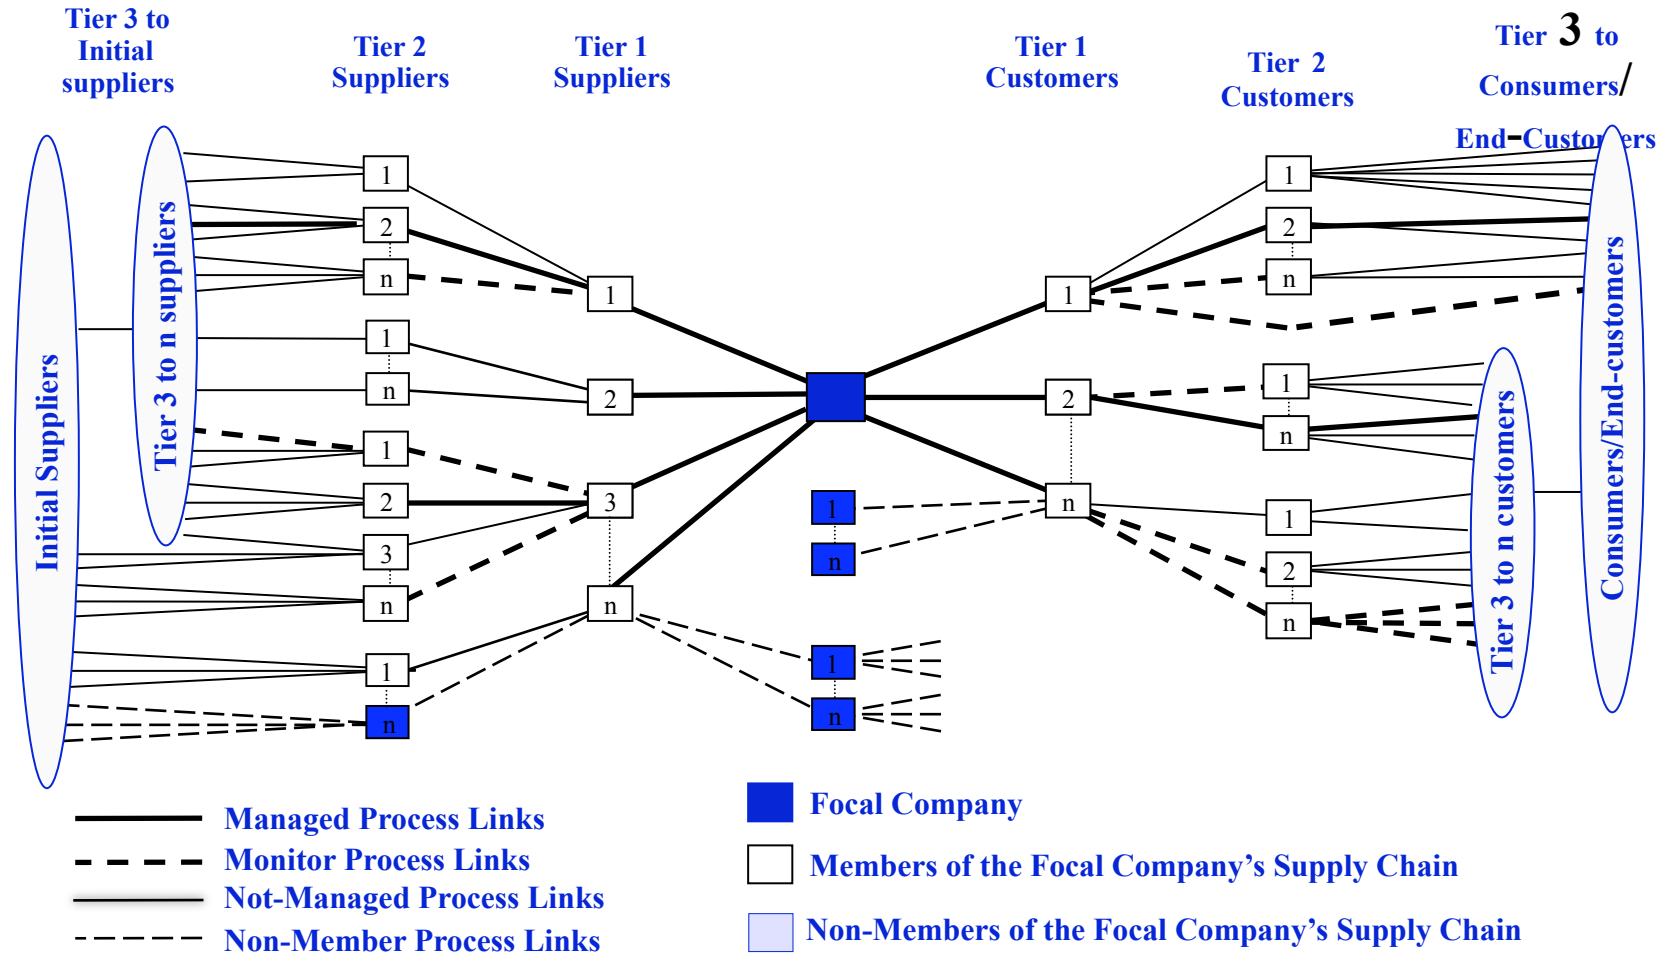 Tier 3 to
Initial
suppliers
Tier 2
Suppliers
Tier 1
Suppliers
Tier 1
Customers
Tier 2
Customers
Tier 3 to
Consumers/
End-Customers
Initial Suppliers
Tier 3 to n suppliers
1
2
n
1
n
1
2
3
n
1
n
1
2
3
n
1
n
1
n
1
2
n
1
2
n
1
n
1
2
n
Tier 3 to n customers
Consumers/End-customers
Managed Process Links
Monitor Process Links
Not-Managed Process Links
Non-Member Process Links
Focal Company
Members of the Focal Company’s Supply Chain
Non-Members of the Focal Company’s Supply Chain